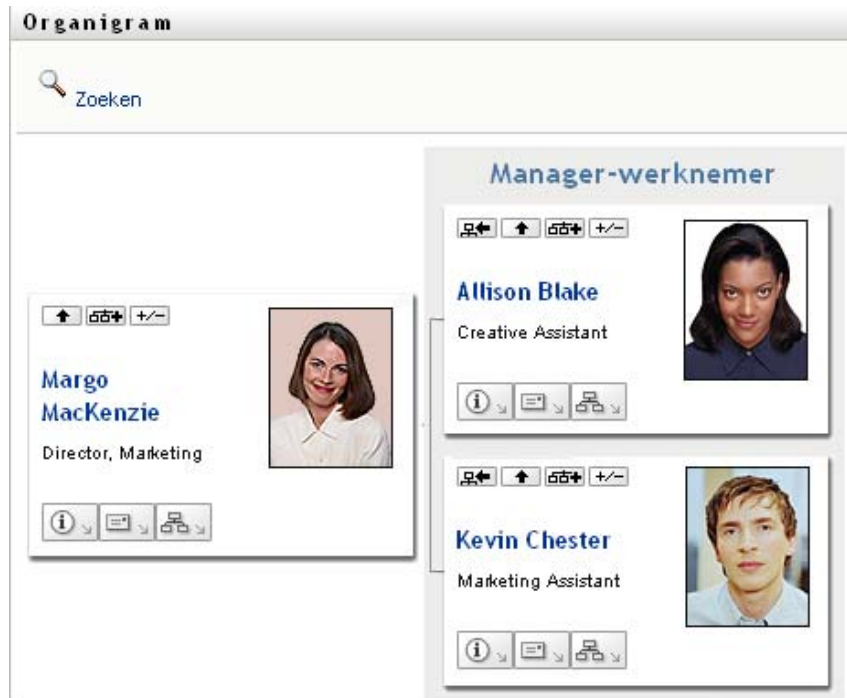 Organigram
Zoeken
Manager-werknemer
+/-
Allison Blake
Creative Assistant
+/-
Margo
MacKenzie
Director, Marketing
+/-
Kevin Chester
Marketing Assistant